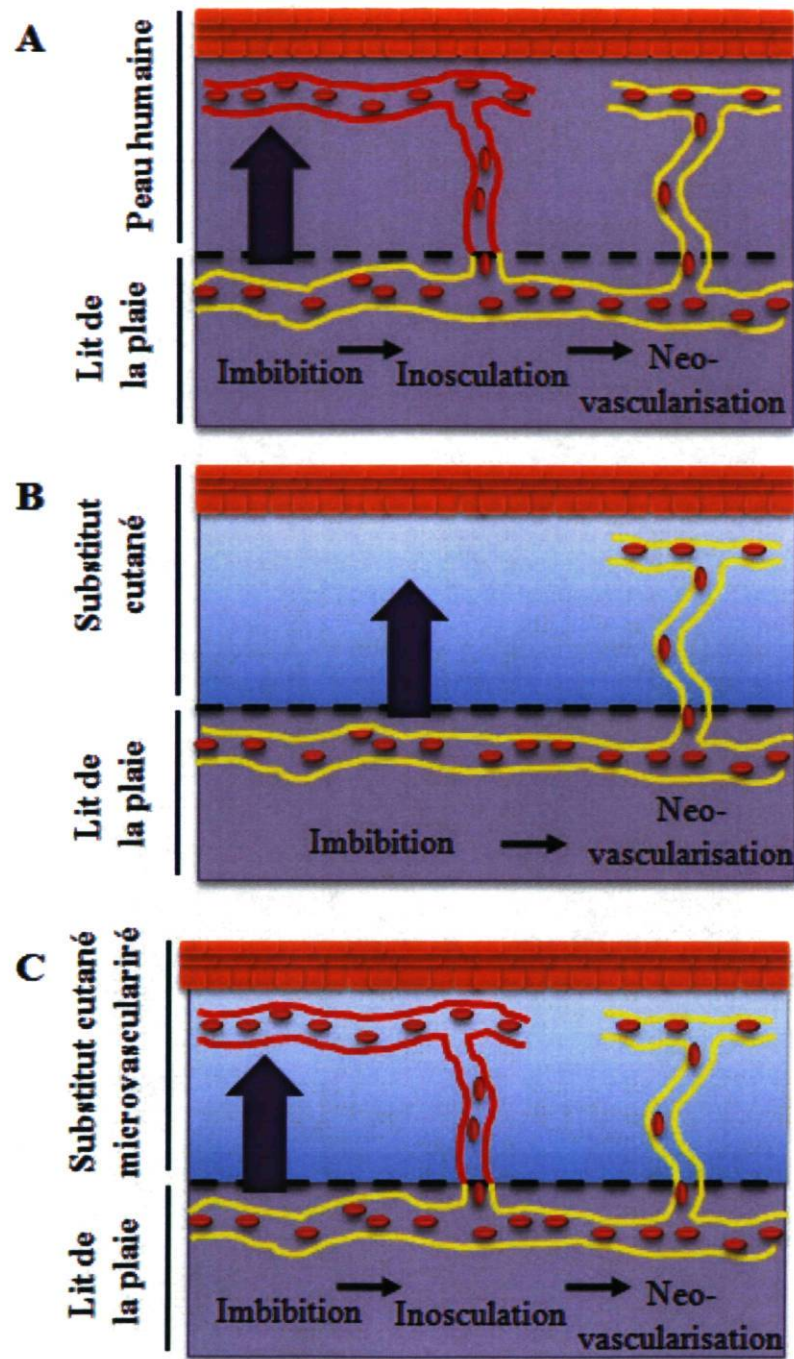 A
Peau humaine
Lit de
la plaie
Imbibition
Inosculation
Neo-
vascularisation
B
Substitut
cutané
Lit de
la plaie
Imbibition
Neo-
vascularisation
C
Substitut cutané
microvasculariré
Lit de
la plaie
Imbibition
Inosculation
Neo-
vascularisation